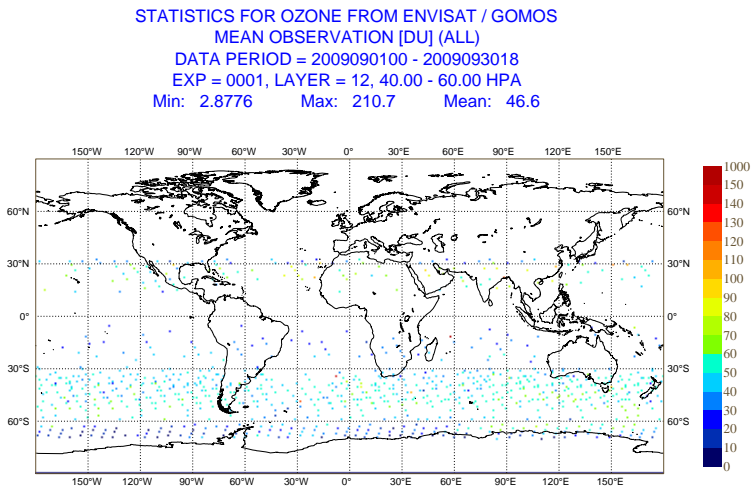 STATISTICS FOR OZONE FROM ENVISAT / GOMOS
MEAN OBSERVATION [DU] (ALL)
DATA PERIOD = 2009090100 - 2009093018
EXP = 0001, LAYER = 12, 40.00 - 60.00 HPA
Min: 2.8776 Max: 210.7 Mean: 46.6
150°W 120°W 90°W 60°W 30°W 0° 30°E 60°E 90°E 120°E 150°E
60°N 60°N
30°N 30°N
0° 0°
30°S 30°S
60°S 60°S
150°W 120°W 90°W 60°W 30°W 0° 30°E 60°E 90°E 120°E 150°E
1000
150
140
130
120
110
100
90
80
70
60
50
40
30
20
10
0